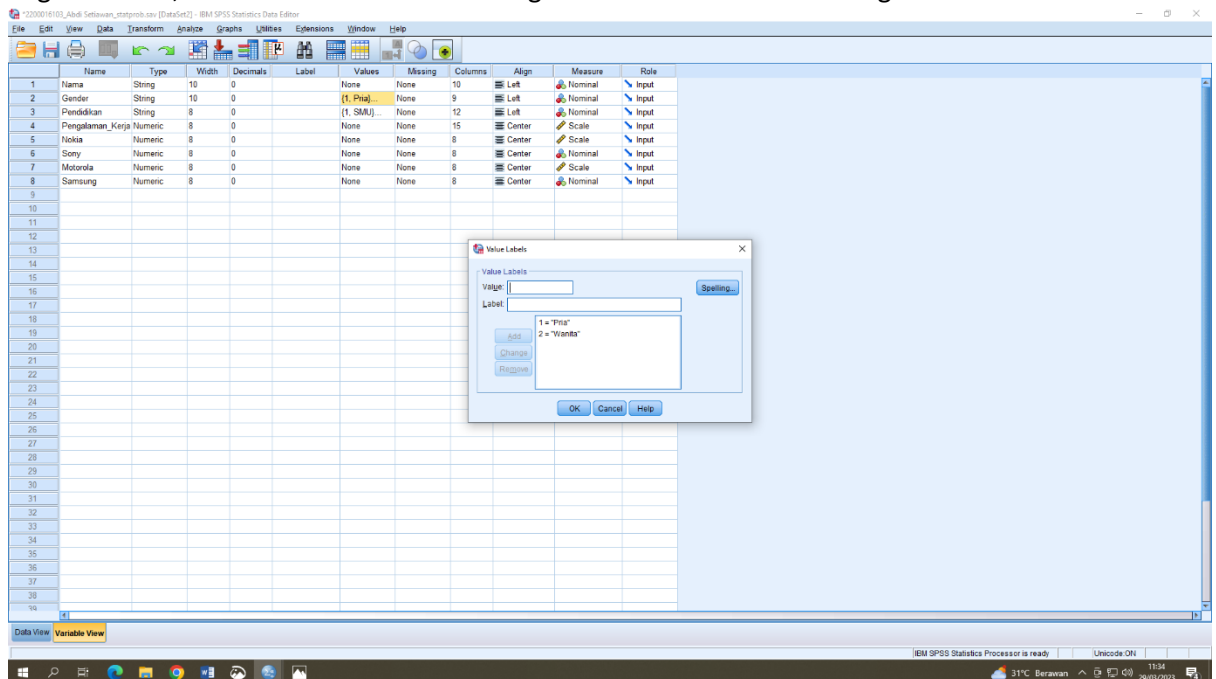 *2200016103_Abdi Setiawan_statprob.sav [DataSet2] - IBM SPSS Statistics Data Editor
File Edit View Data Transform Analyze Graphs Utilities Extensions Window Help
Name Type Width Decimals Label Values Missing Columns Align Measure Role
1 Nama String 10 0 None None 10 Left Nominal Input
2 Gender String 10 0 {1, Pria}... None 9 Left Nominal Input
3 Pendidikan String 8 0 {1, SMU}... None 12 Left Nominal Input
4 Pengalaman_Kerja Numeric 8 0 None None 15 Center Scale Input
5 Nokia Numeric 8 0 None None 8 Center Scale Input
6 Sony Numeric 8 0 None None 8 Center Nominal Input
7 Motorola Numeric 8 0 None None 8 Center Scale Input
8 Samsung Numeric 8 0 None None 8 Center Nominal Input
9
10
11
12
13
14
15
16
17
18
19
20
21
22
23
24
25
26
27
28
29
30
31
32
33
34
35
36
37
38
39
Value Labels
Value Labels
Value: Spelling...
Label:
1 = "Pria"
Add 2 = "Wanita"
Change
Remove
OK Cancel Help
Data View Variable View
IBM SPSS Statistics Processor is ready Unicode:ON
31°C Berawan 11:34
29/03/2023